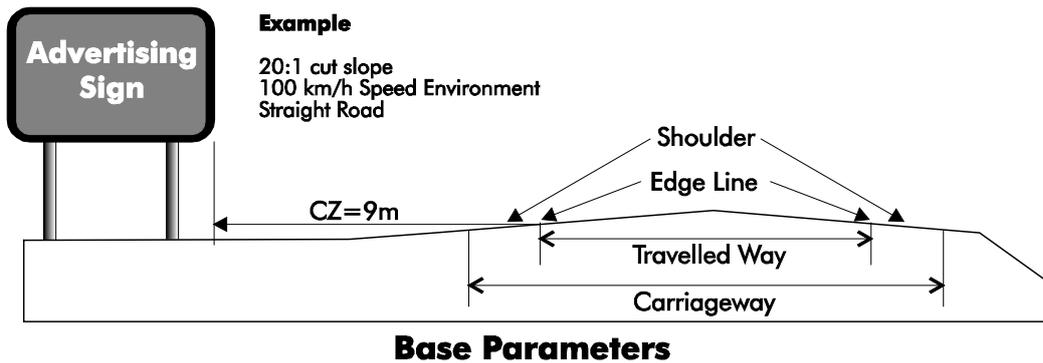 Advertising
Sign
Example
20:1 cut slope
100 km/h Speed Environment
Straight Road
Shoulder
Edge Line
CZ=9m
Travelled Way
Carriageway
Base Parameters